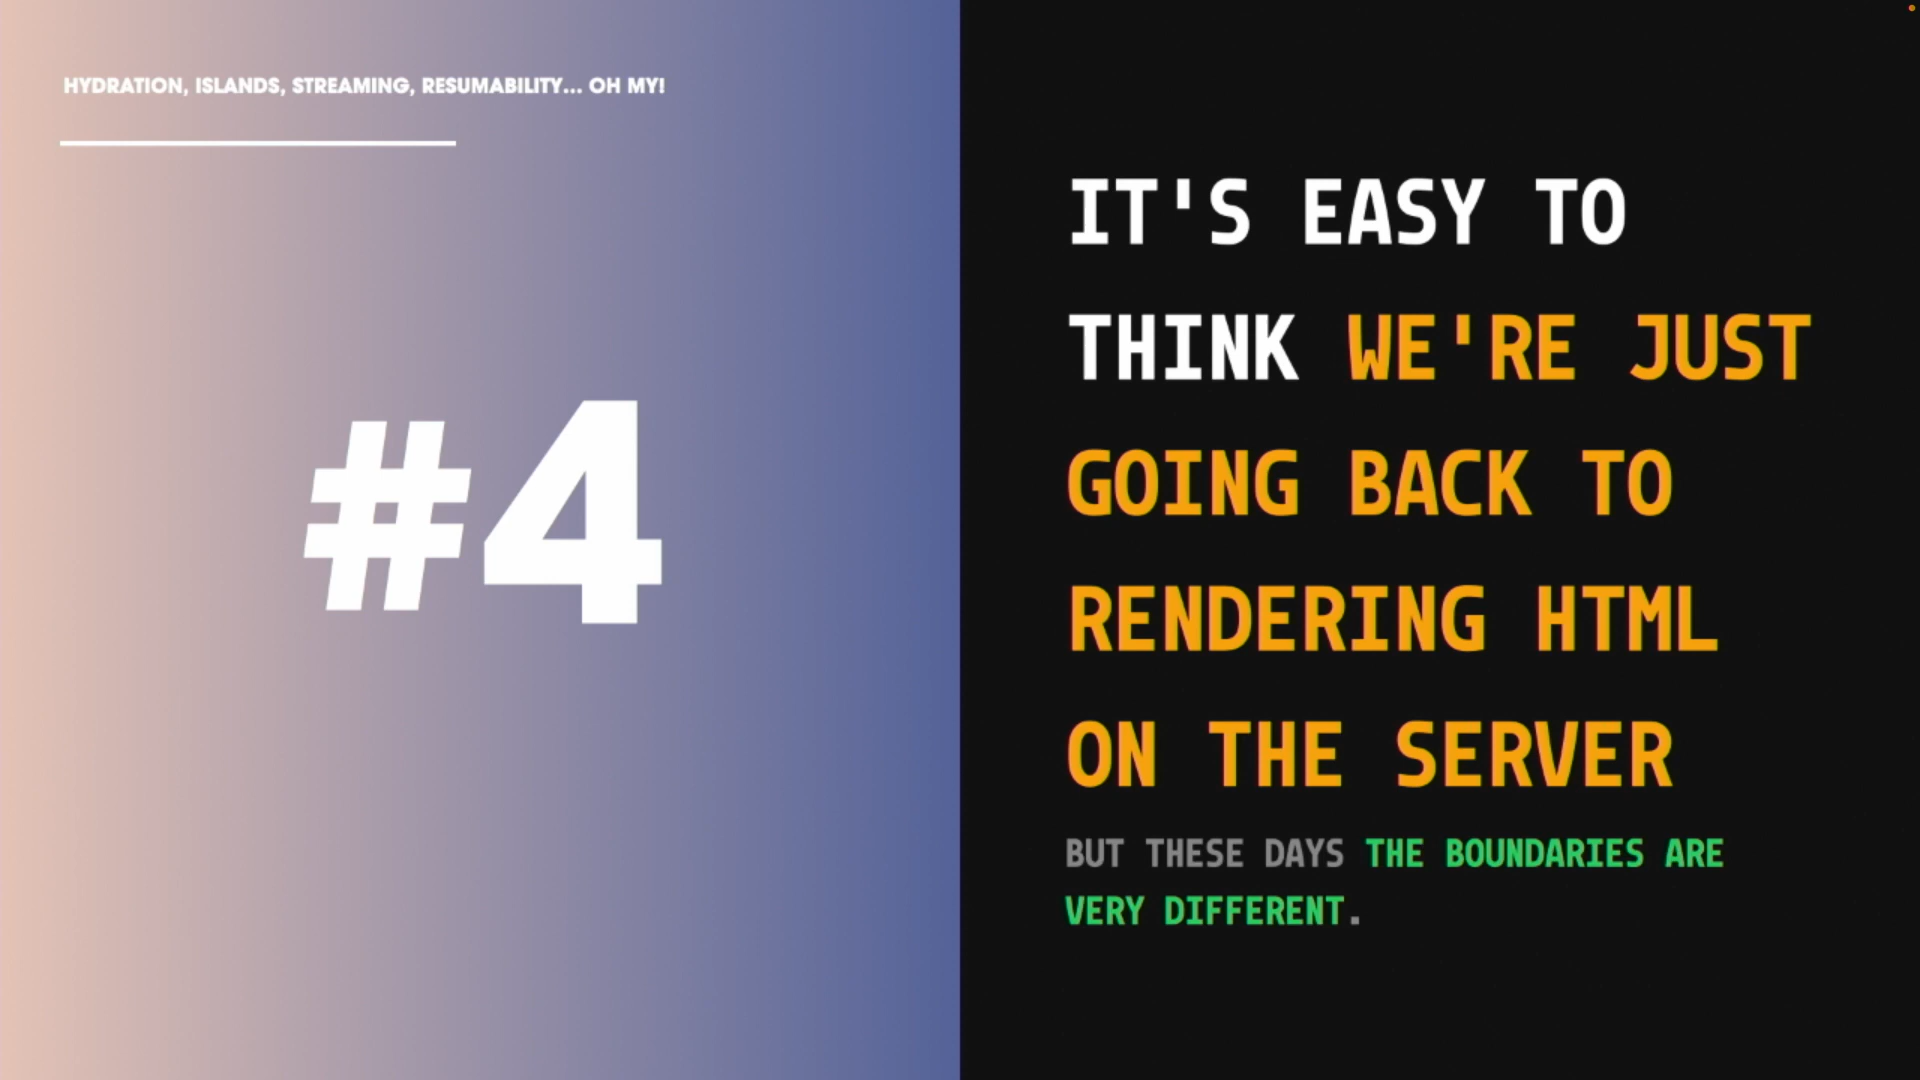 HYDRATION, ISLANDS, STREAMING, RESUMABILITY... OH MY!
#4
IT'S EASY TO
THINK WE'RE JUST
GOING BACK TO
RENDERING HTML
ON THE SERVER
BUT THESE DAYS THE BOUNDARIES ARE
VERY DIFFERENT.